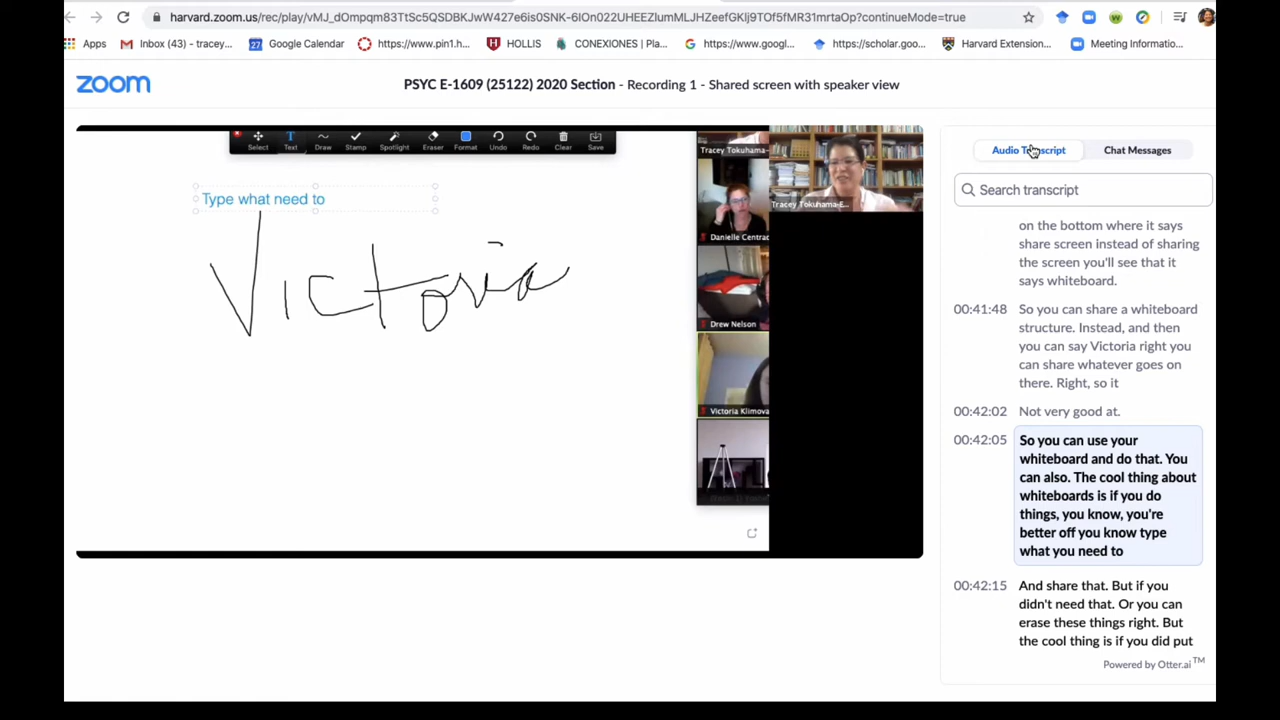 harvard.zoom.us/rec/play/vMJ_dOmpqm83TtSc5QSDBKJwW42Ze6is0SNK-6IOn022UHEEZlumMLJHZeefGKlj9TOf5fMR31mrtaOp?continueMode=true
Apps Inbox (43) - tracey... Google Calendar https://www.pin1.h... HOLLIS CONEXIONES | Pla... https://www.googl... https://scholar.goo... Harvard Extension... Meeting Informatio...
zoom PSYC E-1609 (25122) 2020 Section - Recording 1 - Shared screen with speaker view
Select Text Draw Stamp Spotlight Eraser Format Undo Redo Clear Save
Type what need to
Victoria
Tracey Tokuhama-
Tracey Tokuhama-E...
Danielle Centrac
Drew Nelson
Victoria Klimova
Audio Transcript Chat Messages
Search transcript
on the bottom where it says
share screen instead of sharing
the screen you'll see that it
says whiteboard.
00:41:48 So you can share a whiteboard
structure. Instead, and then
you can say Victoria right you
can share whatever goes on
there. Right, so it
00:42:02 Not very good at.
00:42:05 So you can use your
whiteboard and do that. You
can also. The cool thing about
whiteboards is if you do
things, you know, you're
better off you know type
what you need to
00:42:15 And share that. But if you
didn't need that. Or you can
erase these things right. But
the cool thing is if you did put
Powered by Otter.ai™